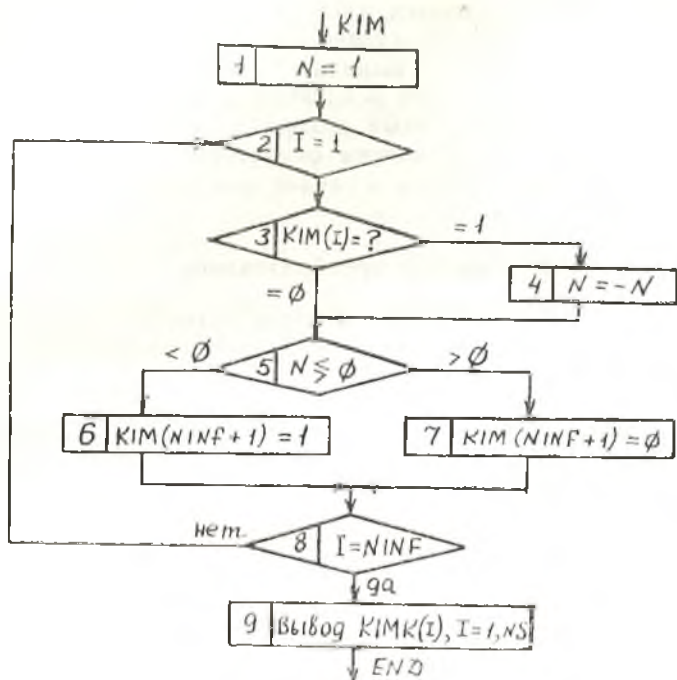 KIM
1 N = 1
2 I = 1
3 KIM(I)=?
=1
4 N = -N
=Ø
5 N ≶ Ø
<Ø
>Ø
6 KIM(NINF+1)=1
7 KIM(NINF+1)=Ø
8 I=NINF
нет
да
9 Вывод KIMK(I), I=1,NS
END